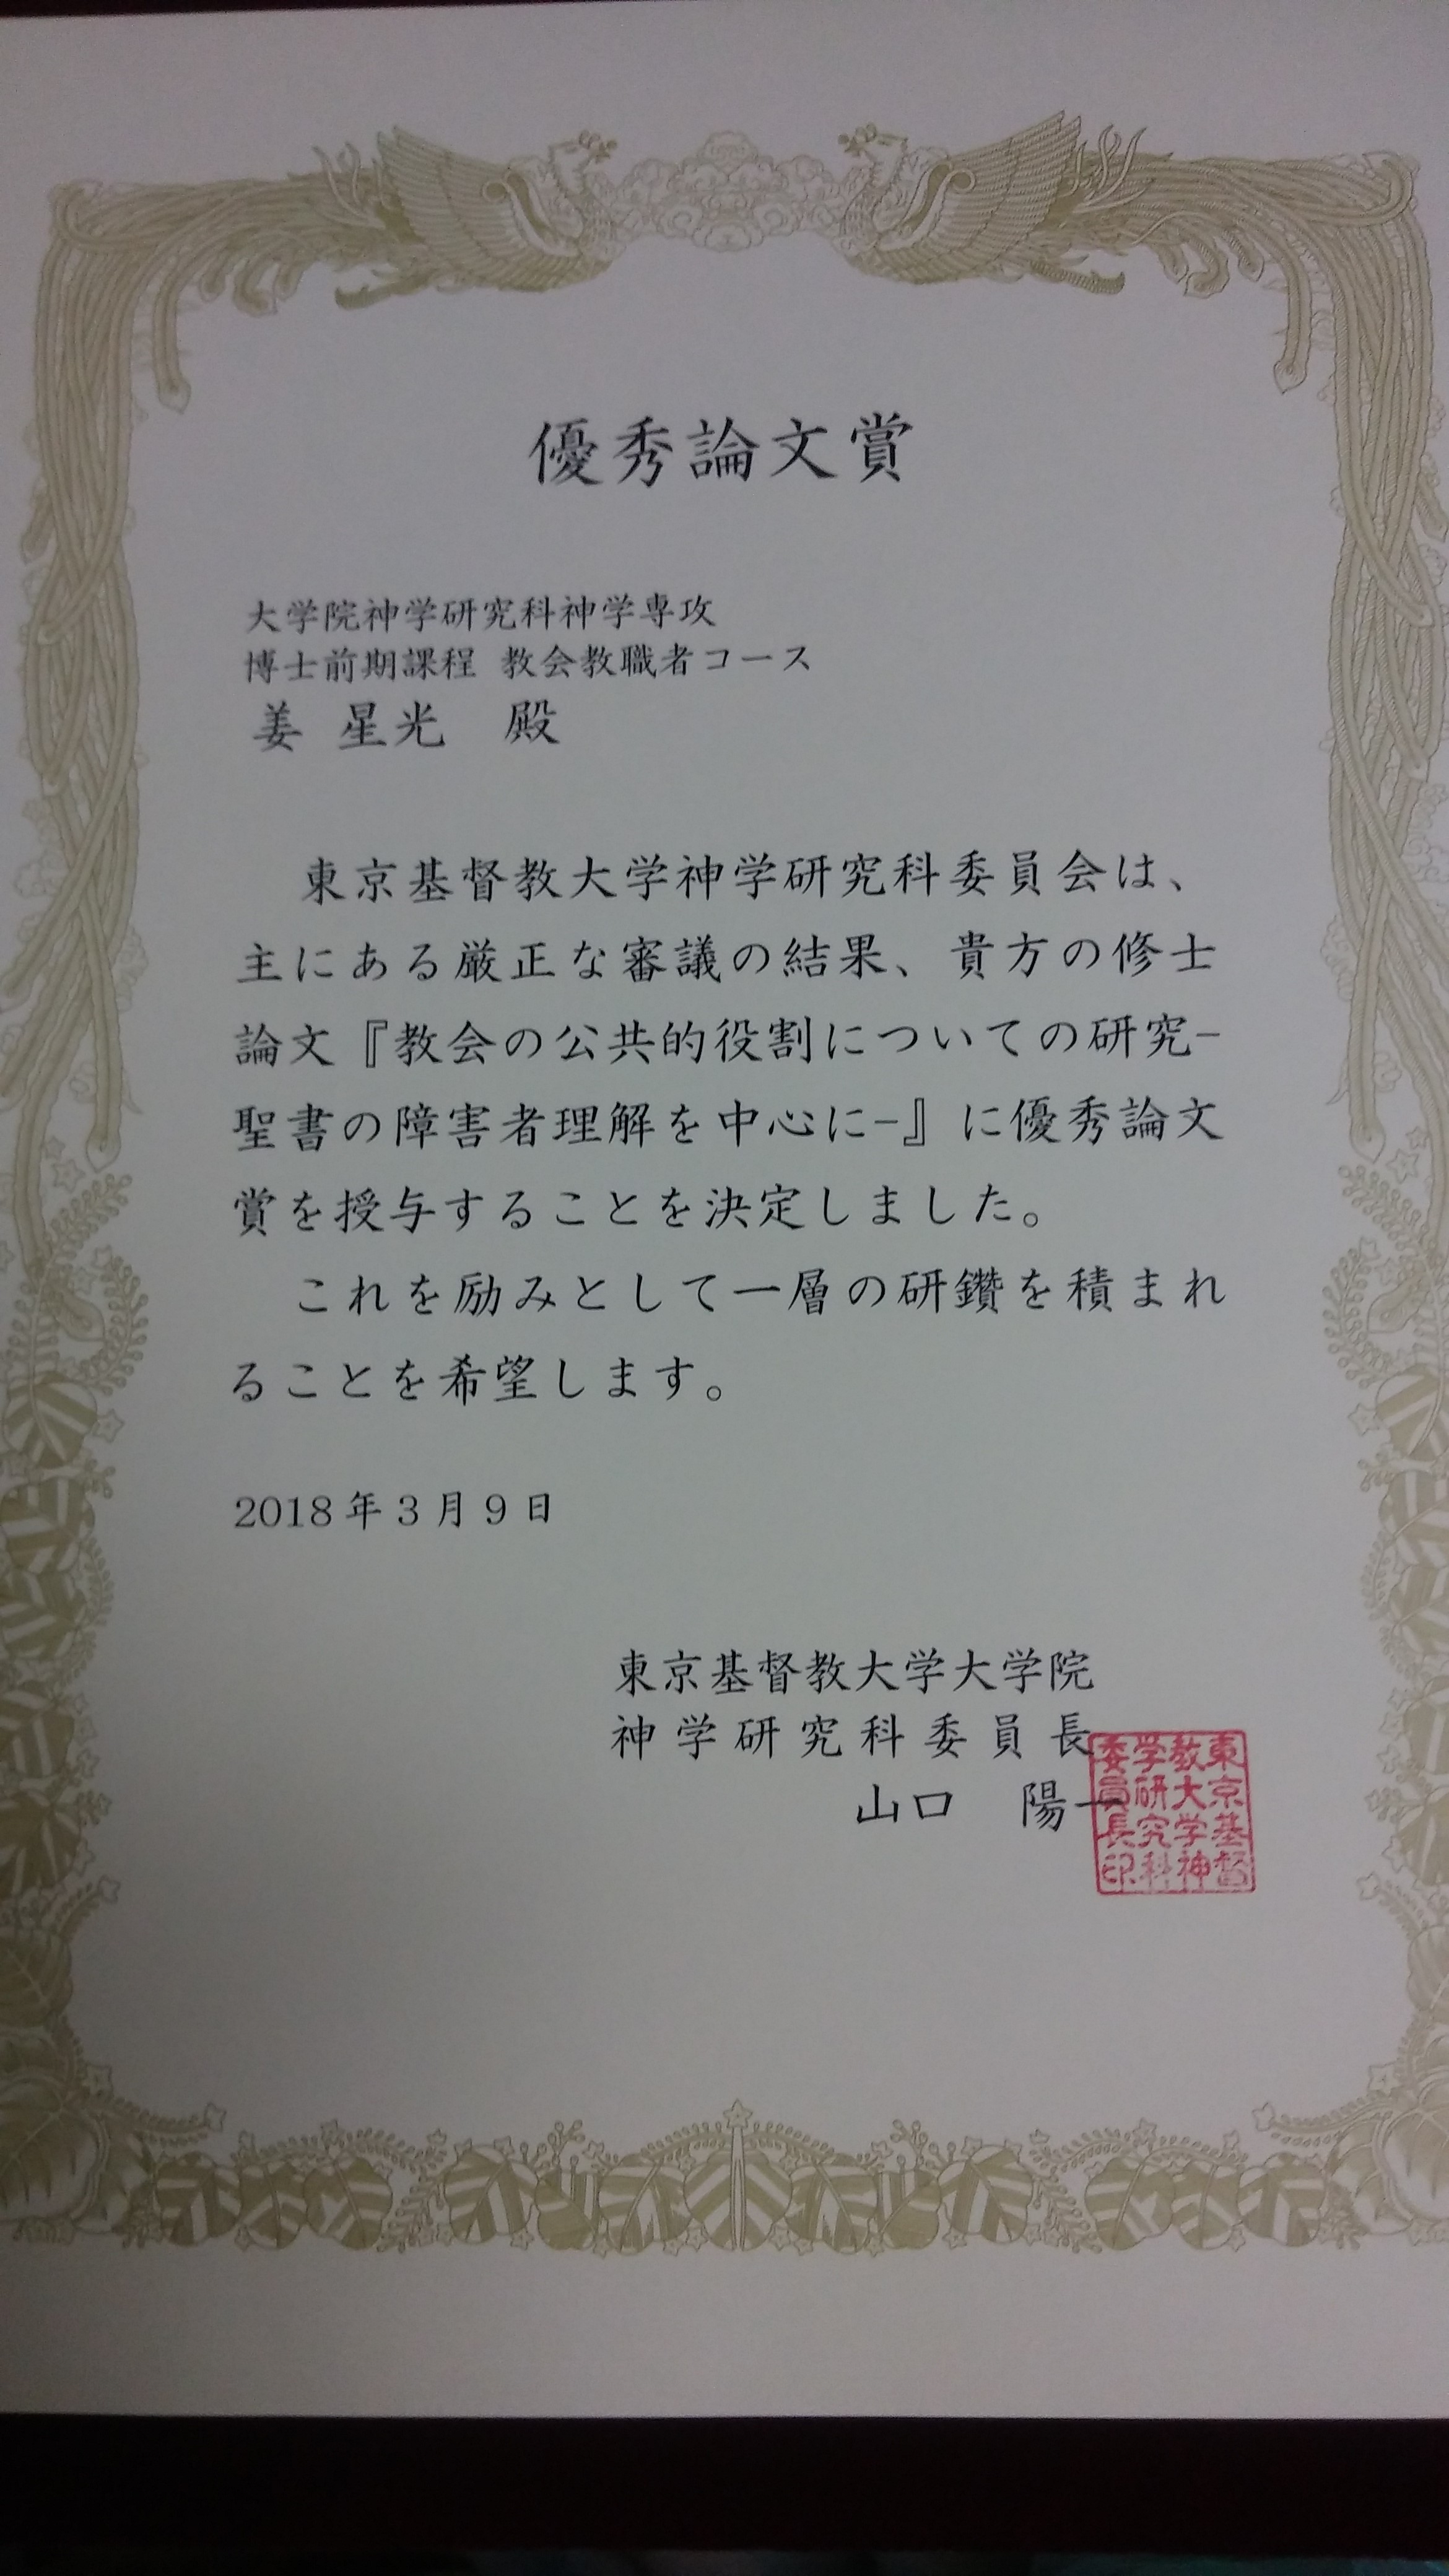 優秀論文賞
大学院神学研究科神学専攻
博士前期課程 教会教職者コース
姜 星光 殿
東京基督教大学神学研究科委員会は、
主にある厳正な審議の結果、貴方の修士
論文『教会の公共的役割についての研究−
聖書の障害者理解を中心に−』に優秀論文
賞を授与することを決定しました。
これを励みとして一層の研鑽を積まれ
ることを希望します。
2018年3月9日
東京基督教大学大学院
神学研究科委員長
山口 陽一
東京基督
教大学神
学研究科
委員長印